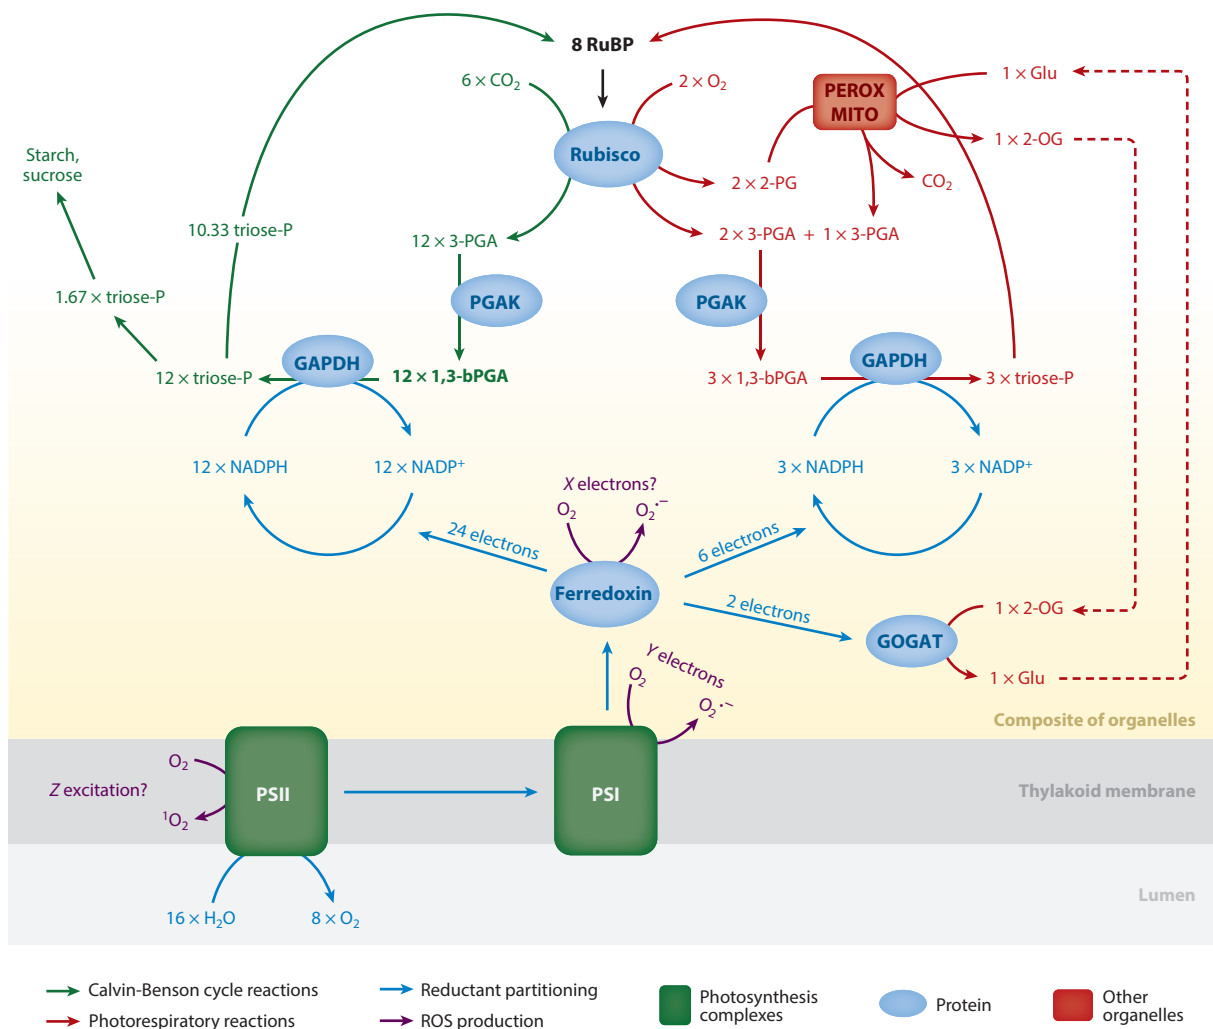 8 RuBP
6 × CO₂
2 × O₂
PEROX
MITO
1 × Glu
1 × 2-OG
Rubisco
Starch,
sucrose
2 × 2-PG
CO₂
10.33 triose-P
12 × 3-PGA
2 × 3-PGA + 1 × 3-PGA
1.67 × triose-P
PGAK
PGAK
GAPDH
GAPDH
12 × triose-P
12 × 1,3-bPGA
3 × 1,3-bPGA
3 × triose-P
12 × NADPH
12 × NADP⁺
3 × NADPH
3 × NADP⁺
X electrons?
O₂
O₂·⁻
24 electrons
6 electrons
Ferredoxin
2 electrons
1 × 2-OG
GOGAT
1 × Glu
Y electrons
O₂
O₂·⁻
Composite of organelles
O₂
Z excitation?
¹O₂
PSII
PSI
Thylakoid membrane
Lumen
16 × H₂O
8 × O₂
Calvin-Benson cycle reactions
Photorespiratory reactions
Reductant partitioning
ROS production
Photosynthesis
complexes
Protein
Other
organelles